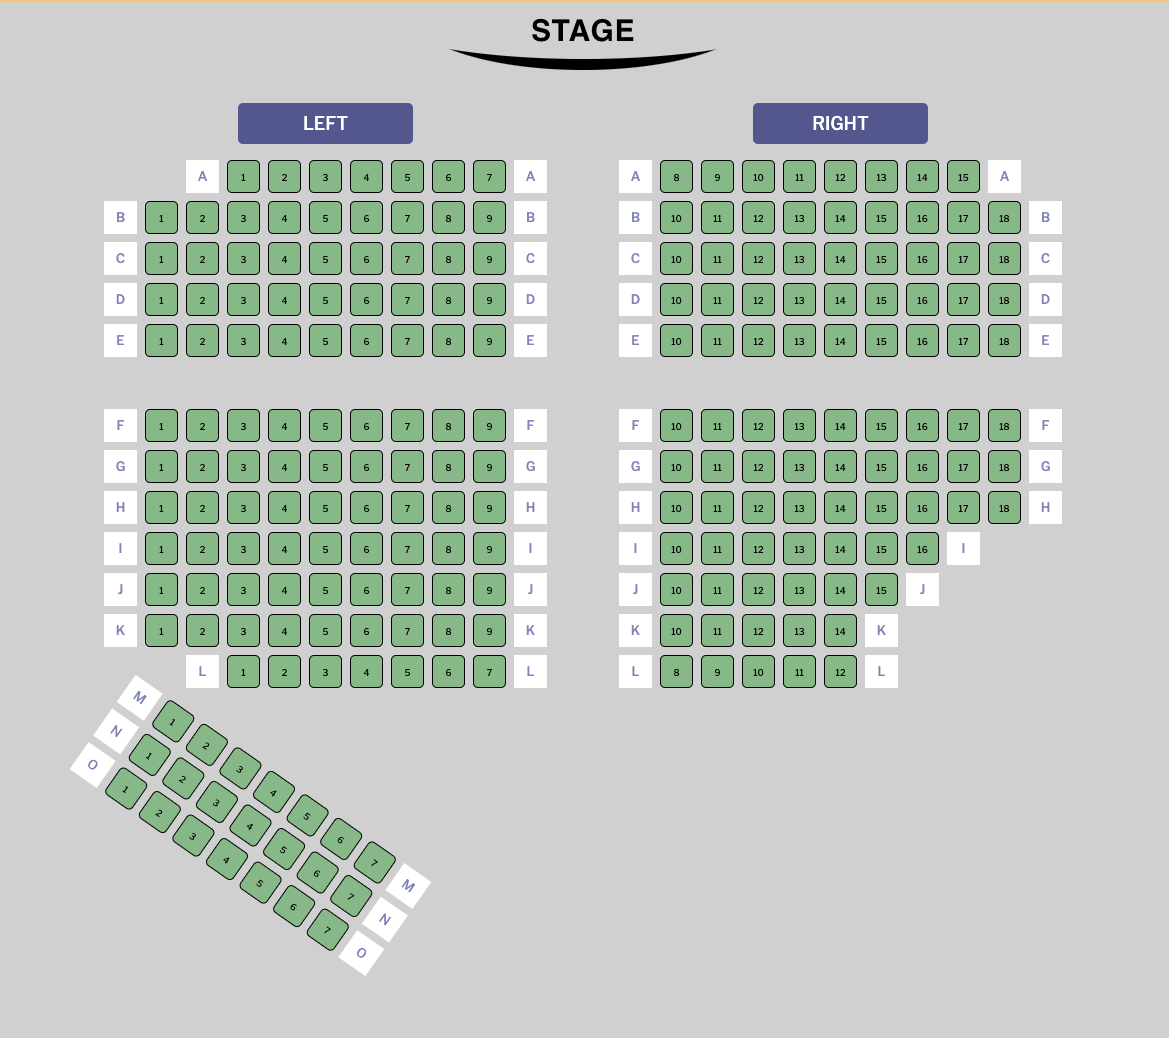 STAGE
LEFT RIGHT
A 1 2 3 4 5 6 7 A A 8 9 10 11 12 13 14 15 A
B 1 2 3 4 5 6 7 8 9 B B 10 11 12 13 14 15 16 17 18 B
C 1 2 3 4 5 6 7 8 9 C C 10 11 12 13 14 15 16 17 18 C
D 1 2 3 4 5 6 7 8 9 D D 10 11 12 13 14 15 16 17 18 D
E 1 2 3 4 5 6 7 8 9 E E 10 11 12 13 14 15 16 17 18 E
F 1 2 3 4 5 6 7 8 9 F F 10 11 12 13 14 15 16 17 18 F
G 1 2 3 4 5 6 7 8 9 G G 10 11 12 13 14 15 16 17 18 G
H 1 2 3 4 5 6 7 8 9 H H 10 11 12 13 14 15 16 17 18 H
I 1 2 3 4 5 6 7 8 9 I I 10 11 12 13 14 15 16 I
J 1 2 3 4 5 6 7 8 9 J J 10 11 12 13 14 15 J
K 1 2 3 4 5 6 7 8 9 K K 10 11 12 13 14 K
L 1 2 3 4 5 6 7 L L 8 9 10 11 12 L
M 1 2 3 4 5 6 7 M
N 1 2 3 4 5 6 7 N
O 1 2 3 4 5 6 7 O